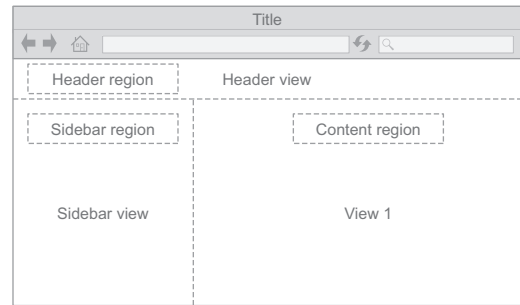 Title
Header region Header view
Sidebar region Content region
Sidebar view View 1